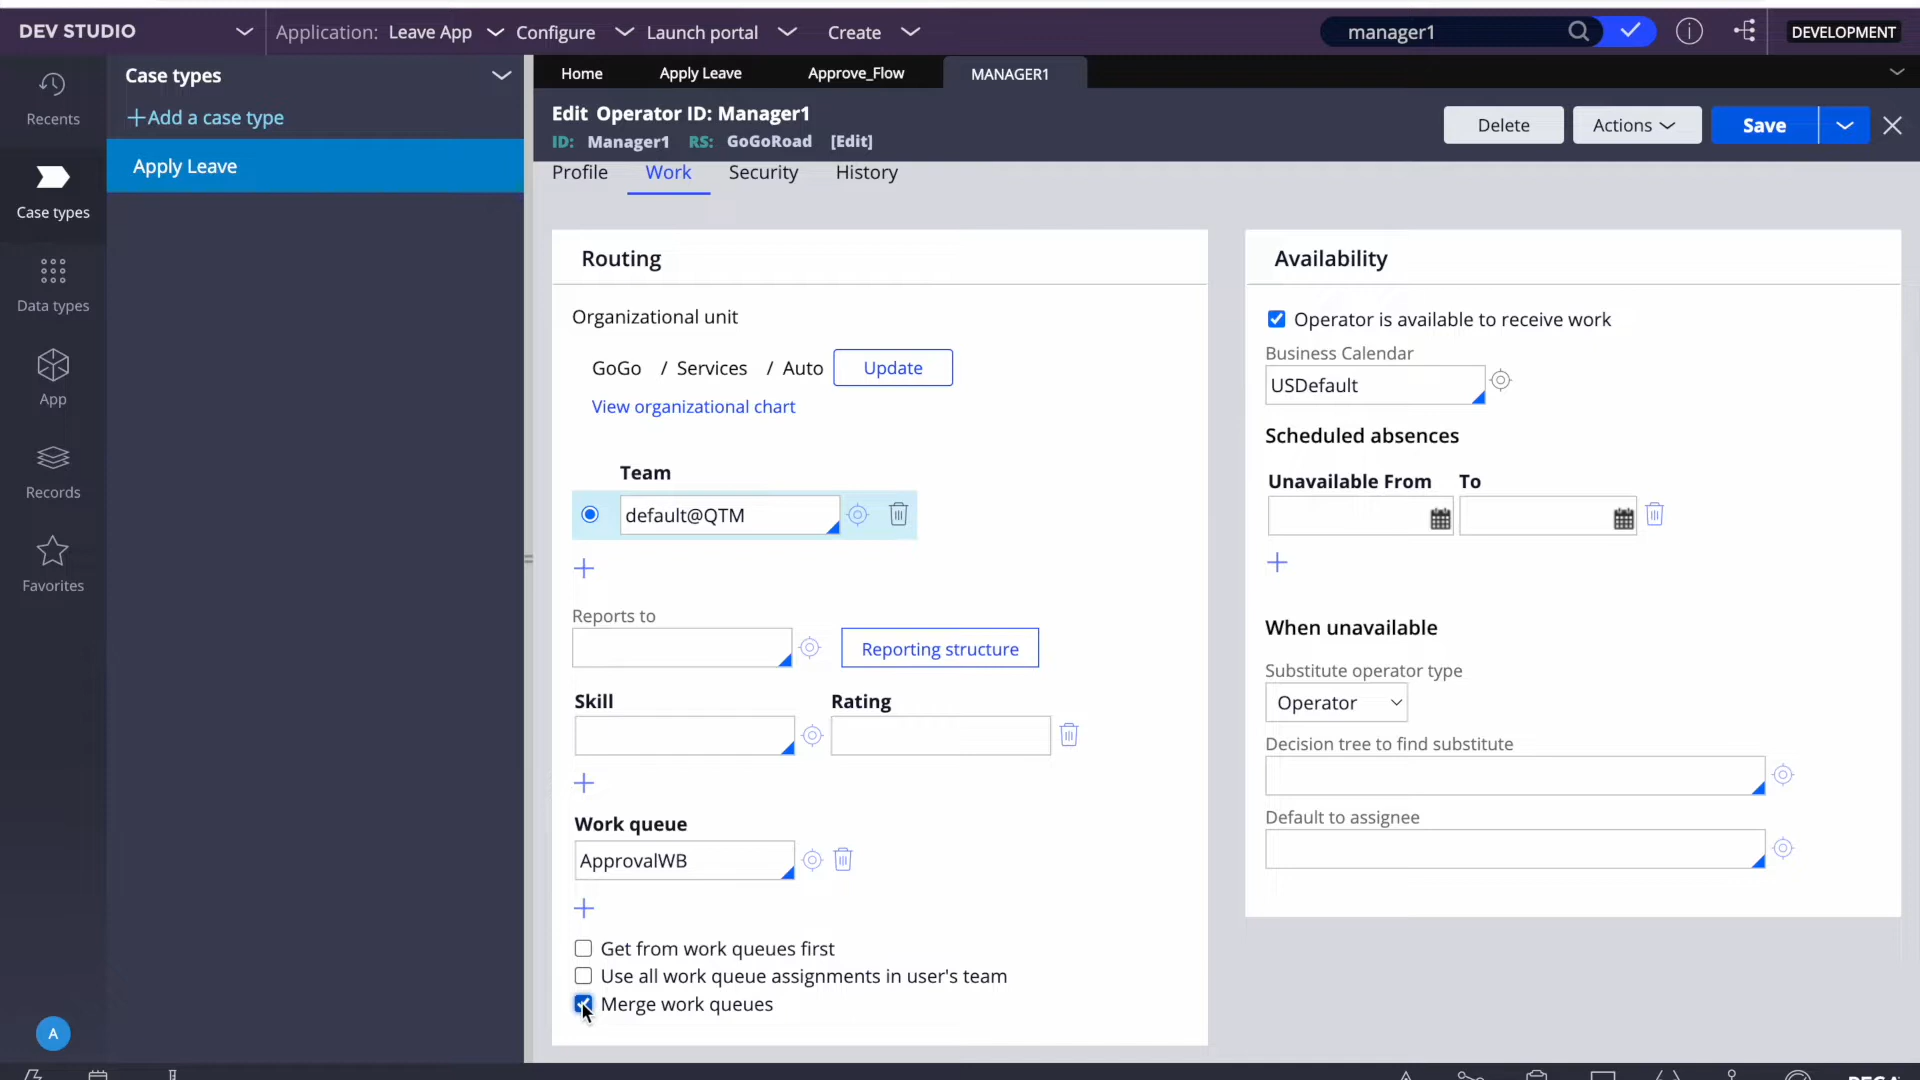 DEV STUDIO
Application: Leave App
Configure
Launch portal
Create
manager1
DEVELOPMENT
Recents
Case types
Data types
App
Records
Favorites
A
Case types
+Add a case type
Apply Leave
Home
Apply Leave
Approve_Flow
MANAGER1
Edit Operator ID: Manager1
ID: Manager1 RS: GoGoRoad [Edit]
Delete
Actions
Save
Profile
Work
Security
History
Routing
Organizational unit
GoGo / Services / Auto
Update
View organizational chart
Team
default@QTM
Reports to
Reporting structure
Skill
Rating
Work queue
ApprovalWB
Get from work queues first
Use all work queue assignments in user's team
Merge work queues
Availability
Operator is available to receive work
Business Calendar
USDefault
Scheduled absences
Unavailable From
To
When unavailable
Substitute operator type
Operator
Decision tree to find substitute
Default to assignee